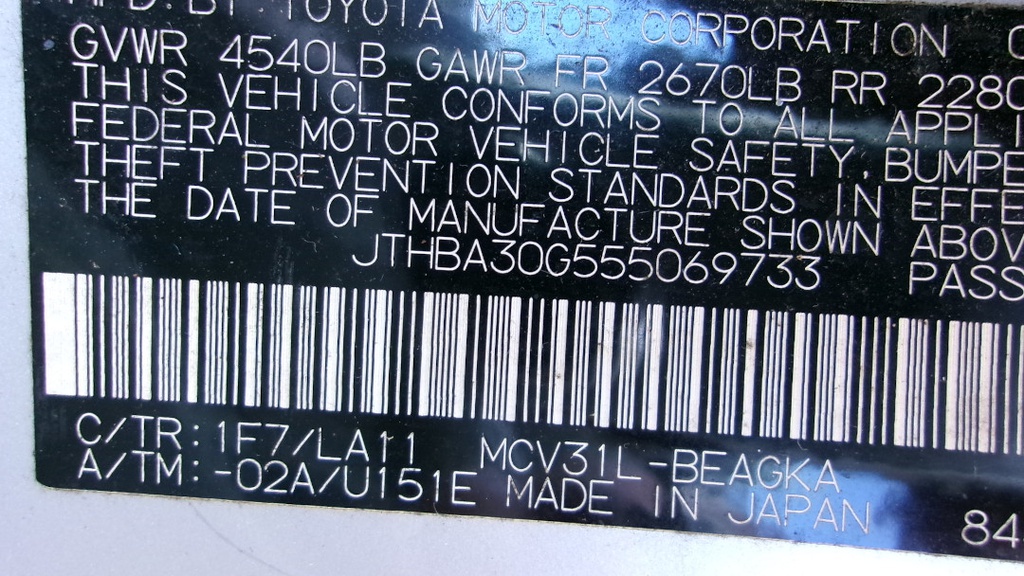 MFD.BY TOYOTA MOTOR CORPORATION
GVWR 4540LB GAWR FR 2670LB RR 2280
THIS VEHICLE CONFORMS TO ALL APPLI
FEDERAL MOTOR VEHICLE SAFETY,BUMPE
THEFT PREVENTION STANDARDS IN EFFE
THE DATE OF MANUFACTURE SHOWN ABOV
JTHBA30G555069733 PASS
C/TR:1F7/LA11 MCV31L-BEAGKA
A/TM:-02A/U151E MADE IN JAPAN 84